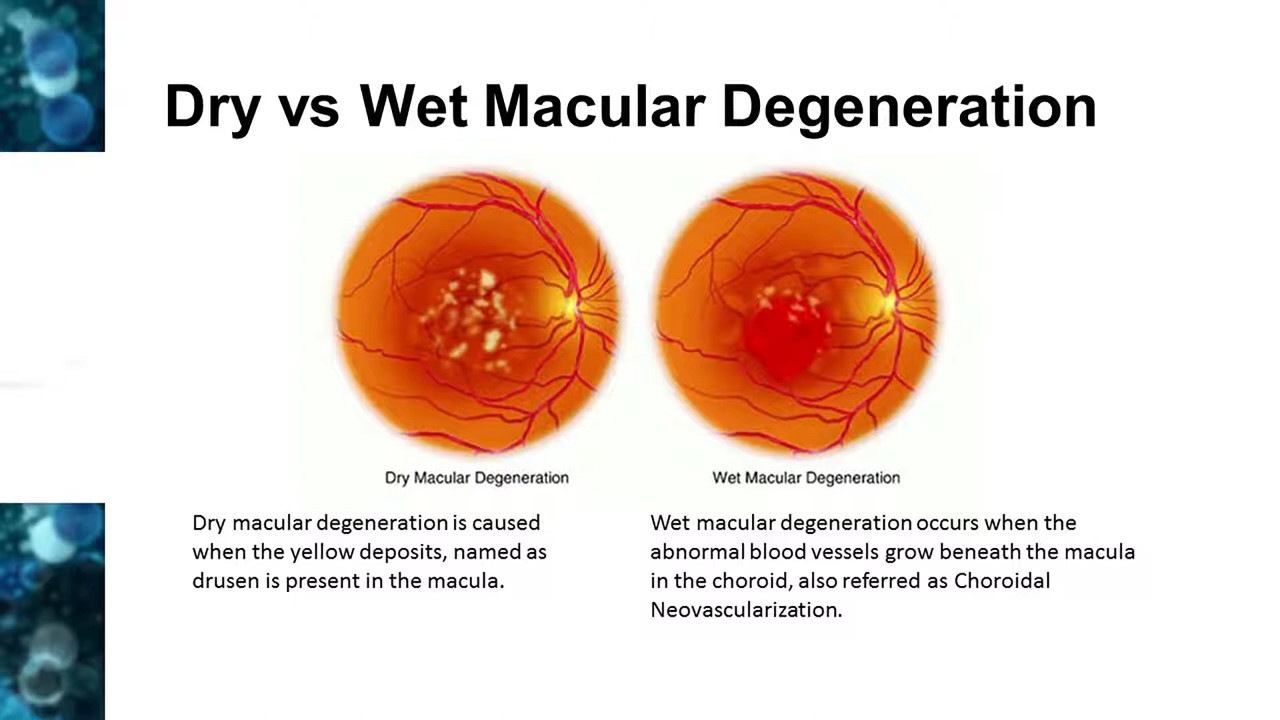 Dry vs Wet Macular Degeneration
Dry Macular Degeneration
Wet Macular Degeneration
Dry macular degeneration is caused
when the yellow deposits, named as
drusen is present in the macula.
Wet macular degeneration occurs when the
abnormal blood vessels grow beneath the macula
in the choroid, also referred as Choroidal
Neovascularization.